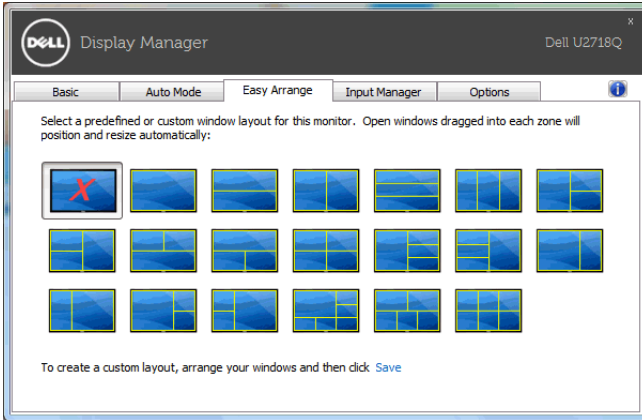 x
DELL Display Manager Dell U2718Q
Basic Auto Mode Easy Arrange Input Manager Options i
Select a predefined or custom window layout for this monitor. Open windows dragged into each zone will
position and resize automatically:
X
To create a custom layout, arrange your windows and then click Save